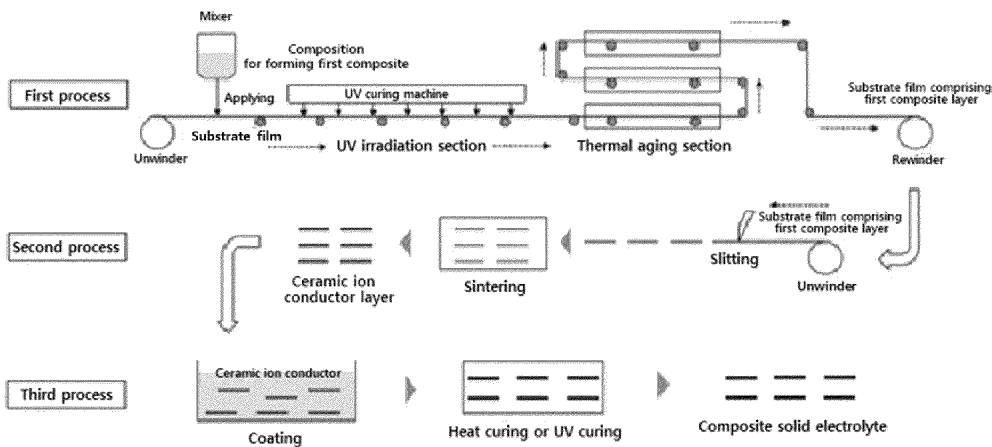 Mixer
Composition
for forming first composite
First process
Applying
UV curing machine
Substrate film comprising
first composite layer
Substrate film
Unwinder
UV irradiation section
Thermal aging section
Rewinder
Second process
Substrate film comprising
first composite layer
Slitting
Unwinder
Ceramic ion
conductor layer
Sintering
Third process
Ceramic ion conductor
Coating
Heat curing or UV curing
Composite solid electrolyte